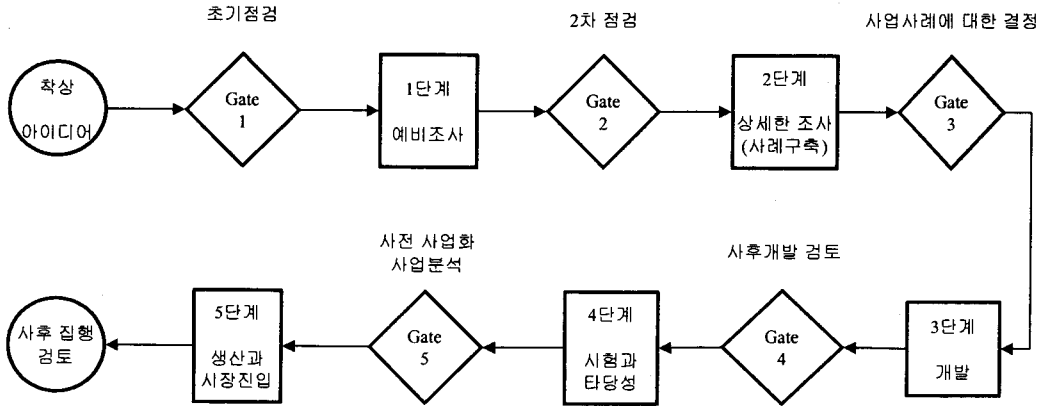 초기점검
2차 점검
사업사례에 대한 결정
착상
아이디어
Gate
1
1단계
예비조사
Gate
2
2단계
상세한 조사
(사례구축)
Gate
3
사전 사업화
사업분석
사후개발 검토
사후 집행
검토
5단계
생산과
시장진입
Gate
5
4단계
시험과
타당성
Gate
4
3단계
개발